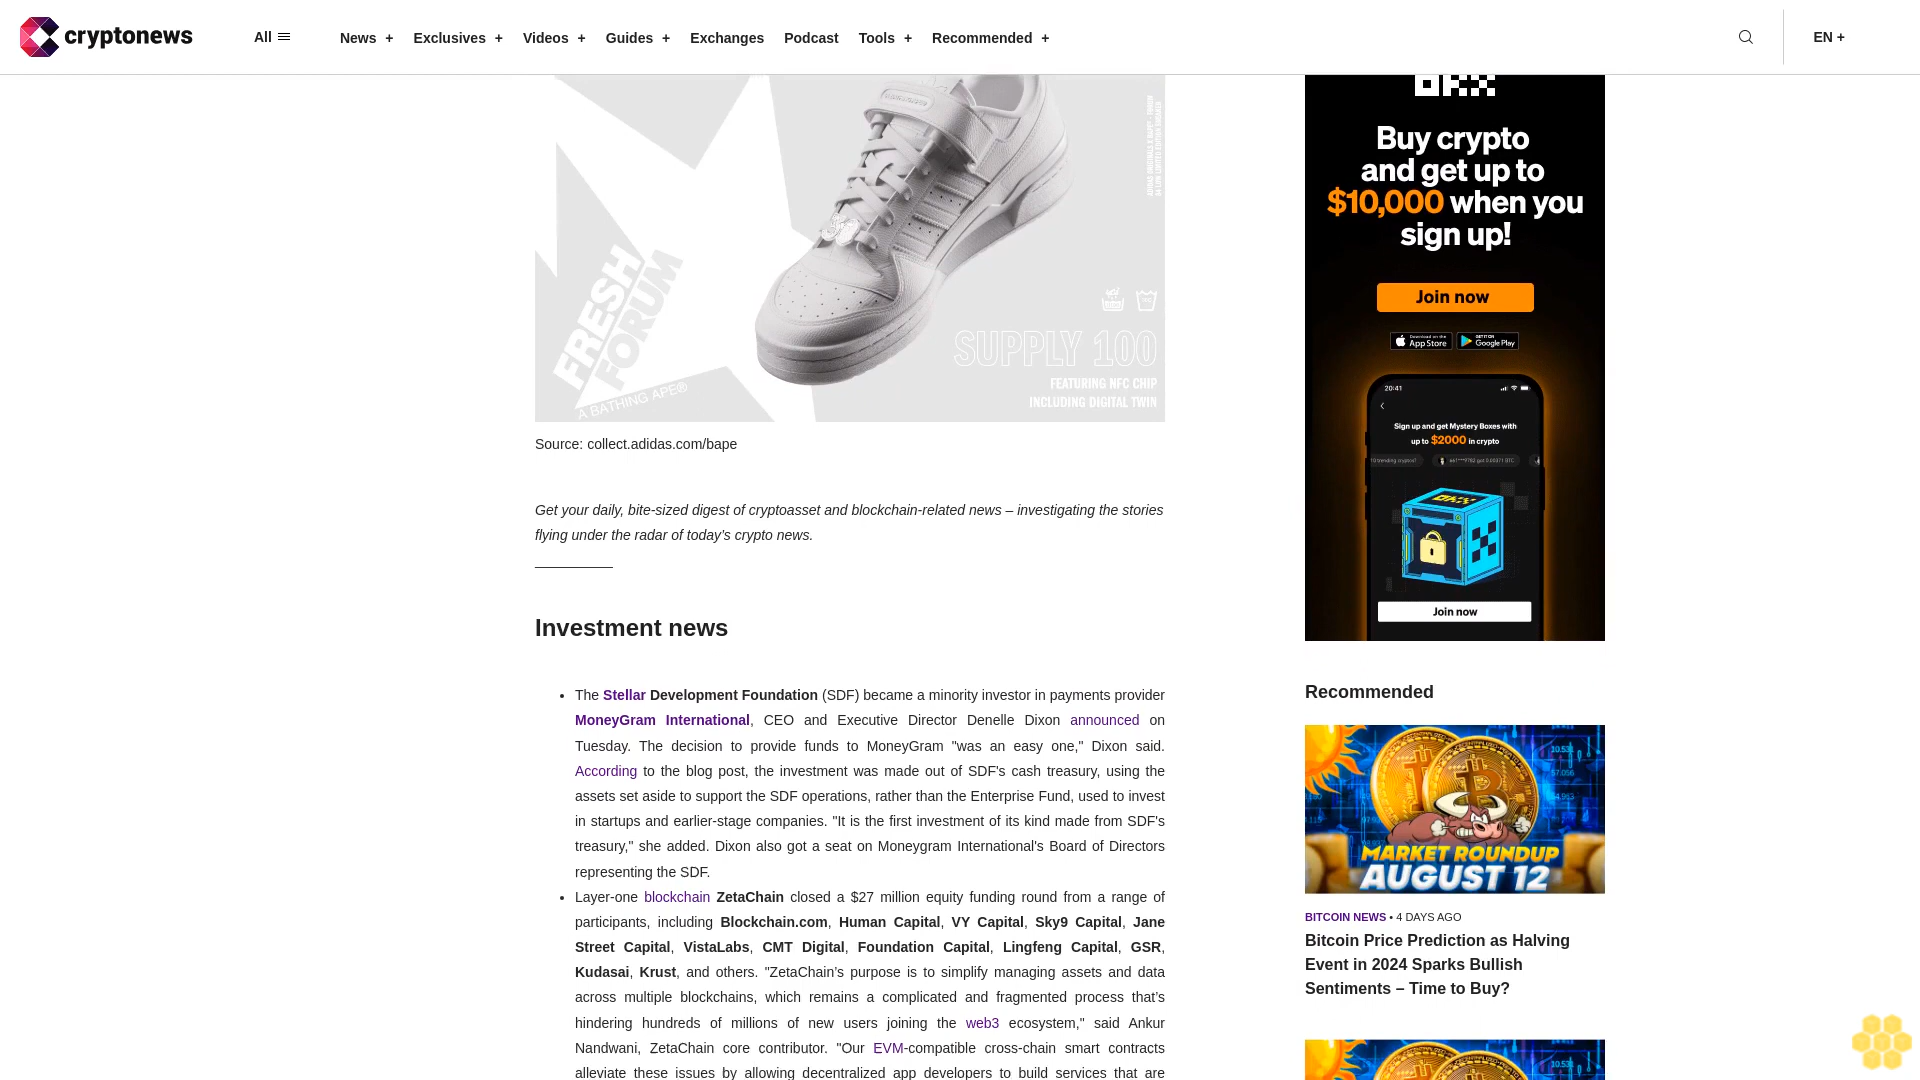 cryptonews
All
News + Exclusives + Videos + Guides + Exchanges Podcast Tools + Recommended +
EN +
FRESH
FORUM
A BATHING APE®
SUPPLY 100
FEATURING NFC CHIP
INCLUDING DIGITAL TWIN
Source: collect.adidas.com/bape
Get your daily, bite-sized digest of cryptoasset and blockchain-related news – investigating the stories
flying under the radar of today's crypto news.
Investment news
The Stellar Development Foundation (SDF) became a minority investor in payments provider
MoneyGram International, CEO and Executive Director Denelle Dixon announced on
Tuesday. The decision to provide funds to MoneyGram "was an easy one," Dixon said.
According to the blog post, the investment was made out of SDF's cash treasury, using the
assets set aside to support the SDF operations, rather than the Enterprise Fund, used to invest
in startups and earlier-stage companies. "It is the first investment of its kind made from SDF's
treasury," she added. Dixon also got a seat on Moneygram International's Board of Directors
representing the SDF.
Layer-one blockchain ZetaChain closed a $27 million equity funding round from a range of
participants, including Blockchain.com, Human Capital, VY Capital, Sky9 Capital, Jane
Street Capital, VistaLabs, CMT Digital, Foundation Capital, Lingfeng Capital, GSR,
Kudasai, Krust, and others. "ZetaChain’s purpose is to simplify managing assets and data
across multiple blockchains, which remains a complicated and fragmented process that’s
hindering hundreds of millions of new users joining the web3 ecosystem," said Ankur
Nandwani, ZetaChain core contributor. "Our EVM-compatible cross-chain smart contracts
alleviate these issues by allowing decentralized app developers to build services that are
Buy crypto
and get up to
$10,000 when you
sign up!
Join now
Download on the
App Store
GET IT ON
Google Play
20:41
Sign up and get Mystery Boxes with
up to $2000 in crypto
OKX
Join now
Recommended
MARKET ROUNDUP
AUGUST 12
BITCOIN NEWS • 4 DAYS AGO
Bitcoin Price Prediction as Halving
Event in 2024 Sparks Bullish
Sentiments – Time to Buy?